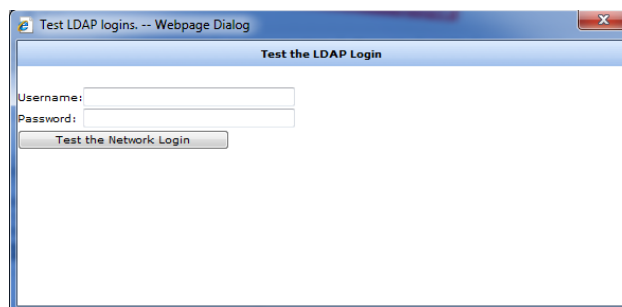 Test LDAP logins. -- Webpage Dialog
Test the LDAP Login
Username:
Password:
Test the Network Login